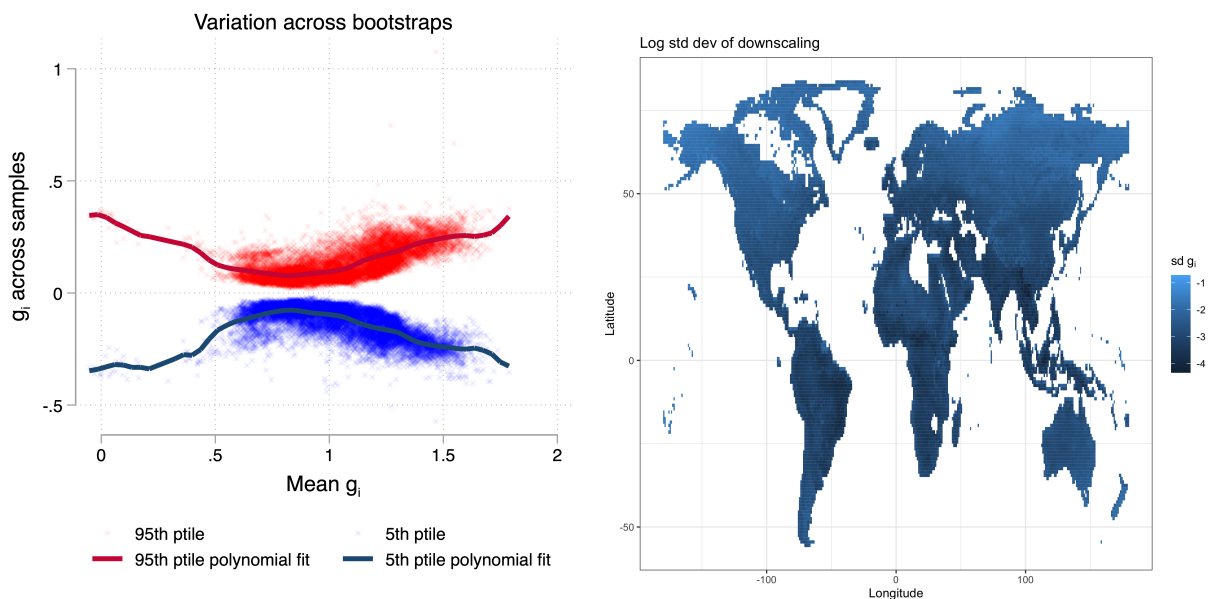 Variation across bootstraps
1
.5
0
-.5
gᵢ across samples
0
.5
1
1.5
2
Mean gᵢ
95th ptile
5th ptile
95th ptile polynomial fit
5th ptile polynomial fit
Log std dev of downscaling
50
0
-50
Latitude
-100
0
100
Longitude
sd gᵢ
-1
-2
-3
-4